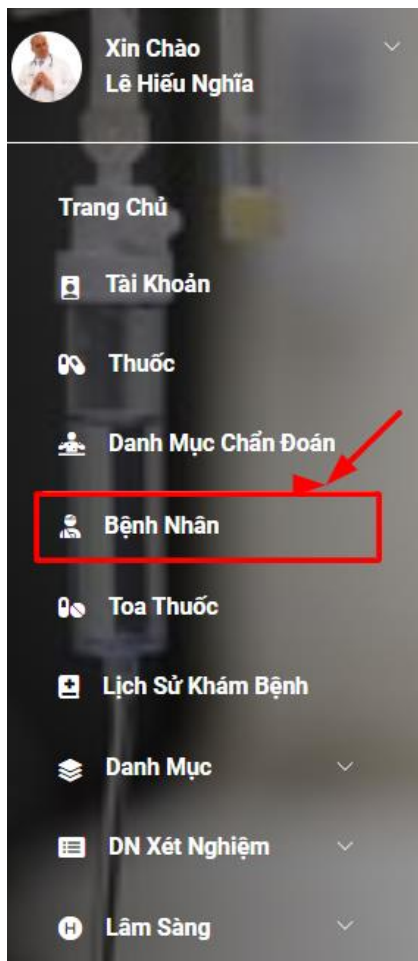 Xin Chào
Lê Hiếu Nghĩa
Trang Chủ
Tài Khoản
Thuốc
Danh Mục Chẩn Đoán
Bệnh Nhân
Toa Thuốc
Lịch Sử Khám Bệnh
Danh Mục
DN Xét Nghiệm
H Lâm Sàng